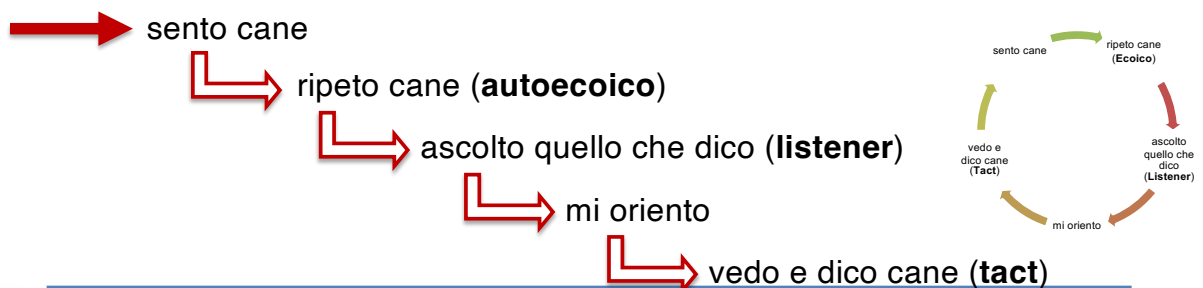 sento cane
ripeto cane (autoecoico)
ascolto quello che dico (listener)
mi oriento
vedo e dico cane (tact)
sento cane
ripeto cane
(Ecoico)
ascolto
quello che
dico
(Listener)
mi oriento
vedo e
dico cane
(Tact)